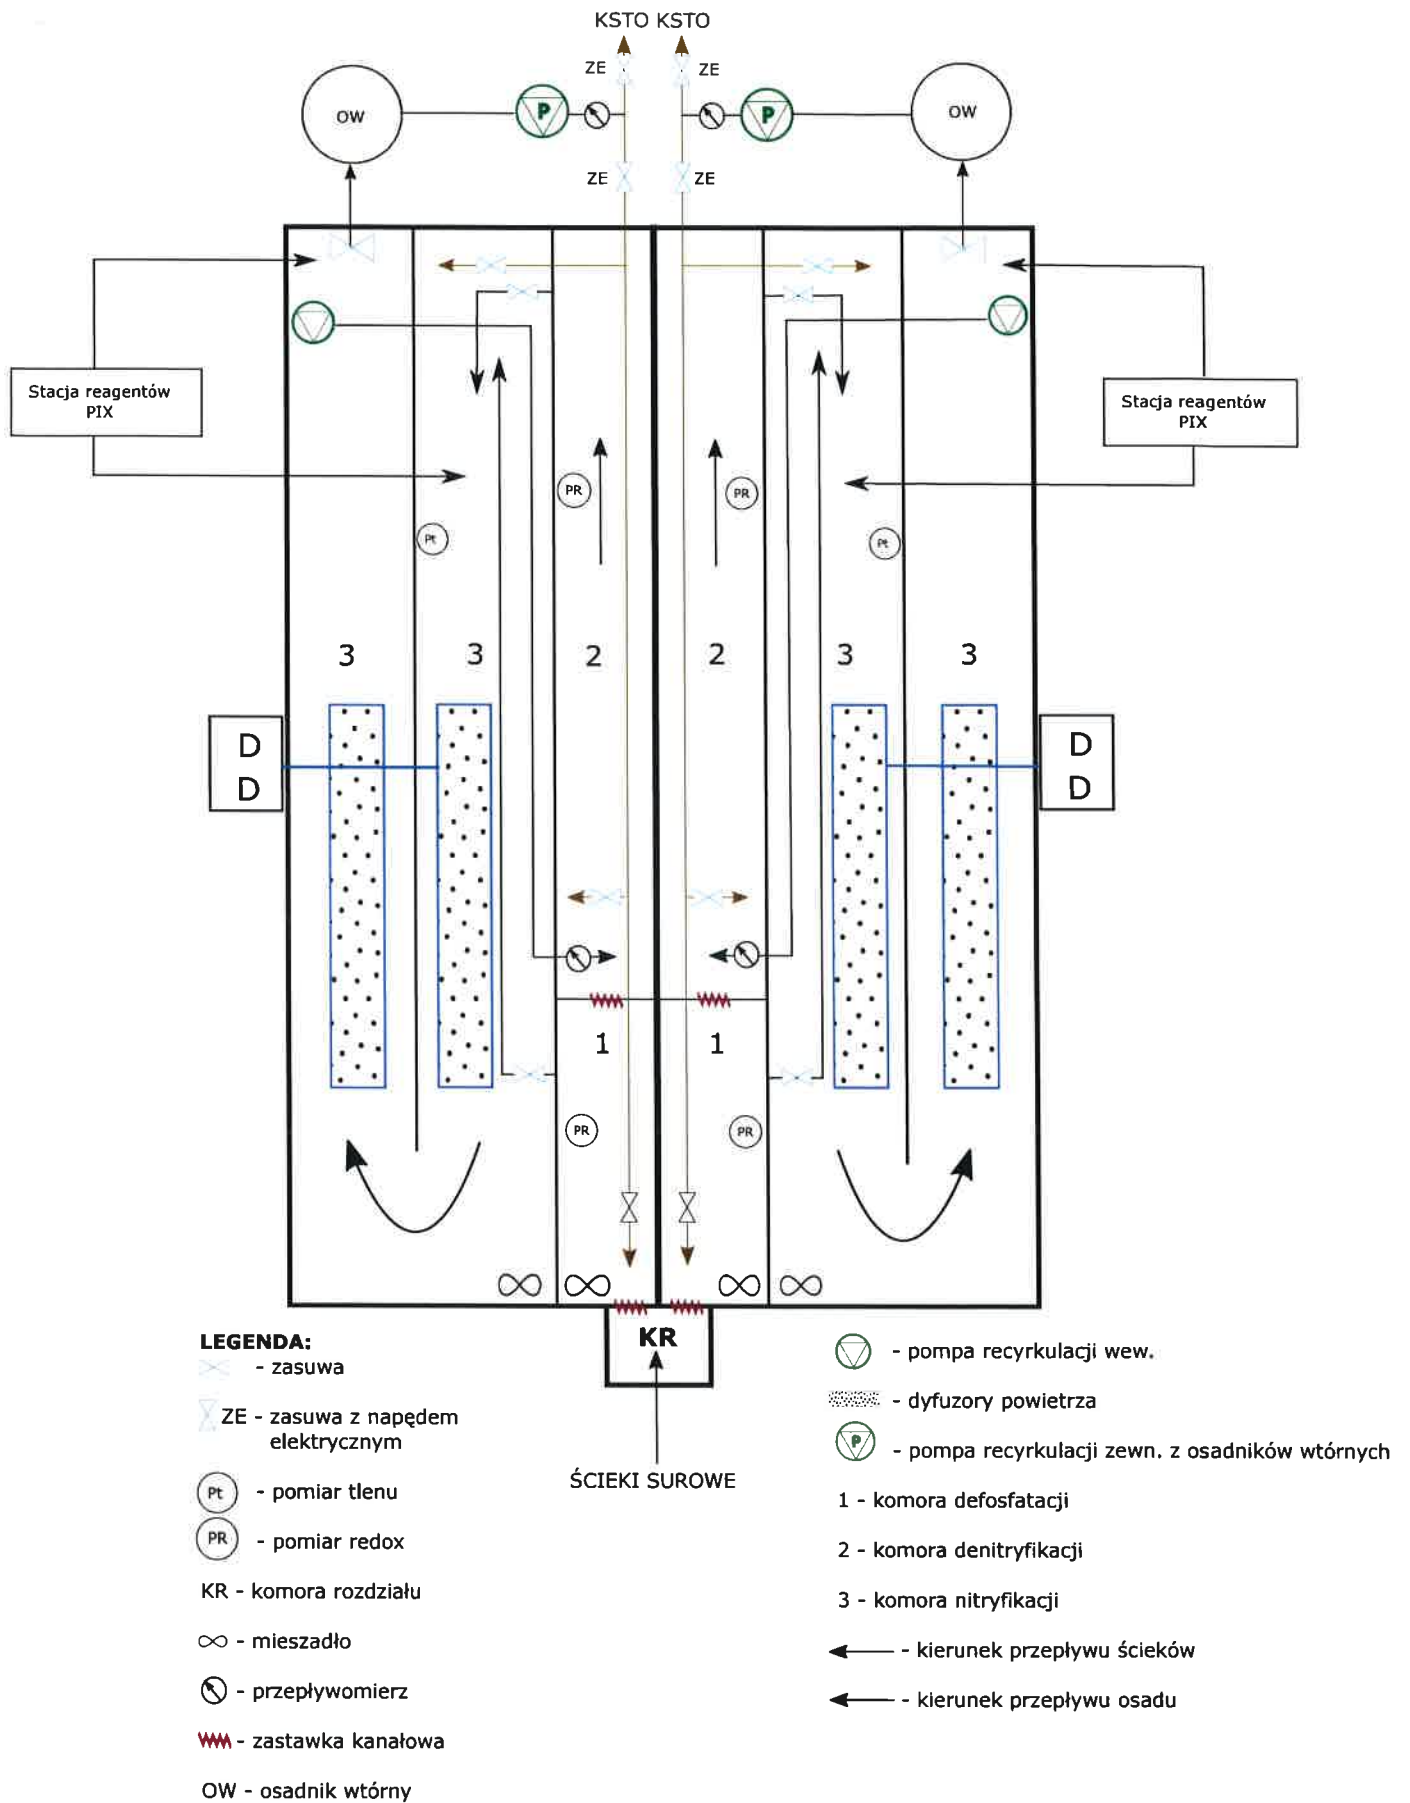 KSTO KSTO
ZE ZE
OW P P OW
ZE ZE
Stacja reagentów
PIX
Stacja reagentów
PIX
PR PR
Pt Pt
3 3 2 2 3 3
D
D
D
D
1 1
PR PR
KR
ŚCIEKI SUROWE
LEGENDA:
- zasuwa
ZE - zasuwa z napędem
elektrycznym
Pt - pomiar tlenu
PR - pomiar redox
KR - komora rozdziału
- mieszadło
- przepływomierz
- zastawka kanałowa
OW - osadnik wtórny
- pompa recyrkulacji wew.
- dyfuzory powietrza
P - pompa recyrkulacji zewn. z osadników wtórnych
1 - komora defosfatacji
2 - komora denitryfikacji
3 - komora nitryfikacji
- kierunek przepływu ścieków
- kierunek przepływu osadu